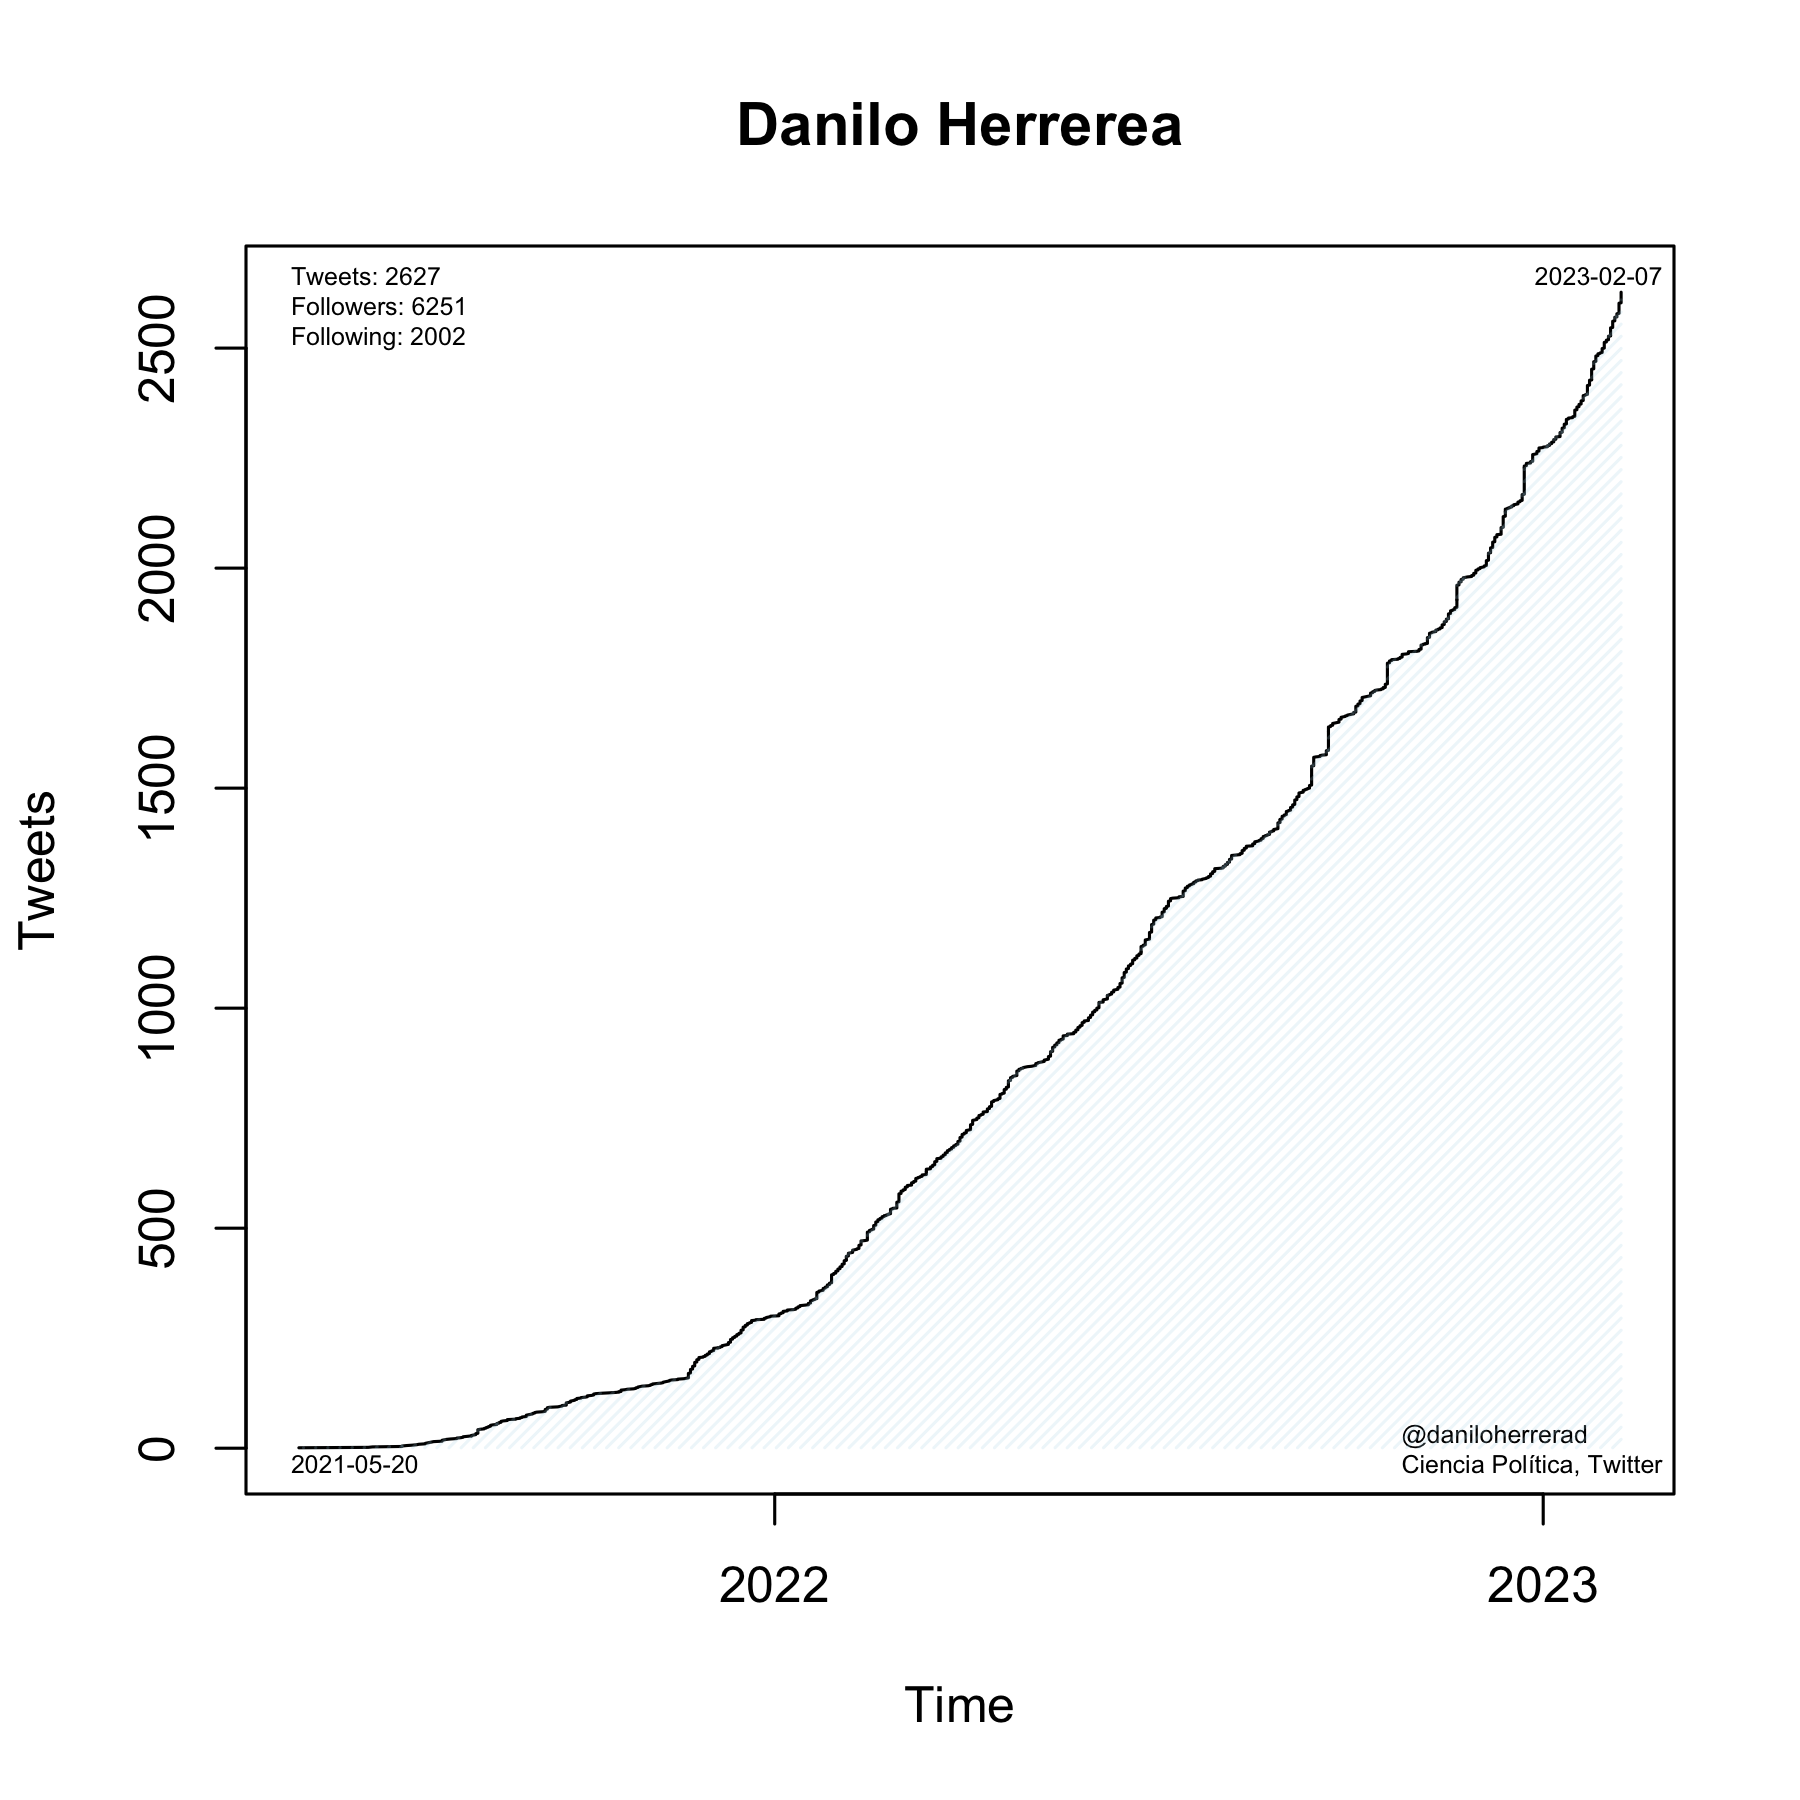 Danilo Herrerea
Tweets: 2627
Followers: 6251
Following: 2002
2023-02-07
2500
2000
1500
1000
500
0
Tweets
2021-05-20
@daniloherrerad
Ciencia Política, Twitter
2022
2023
Time